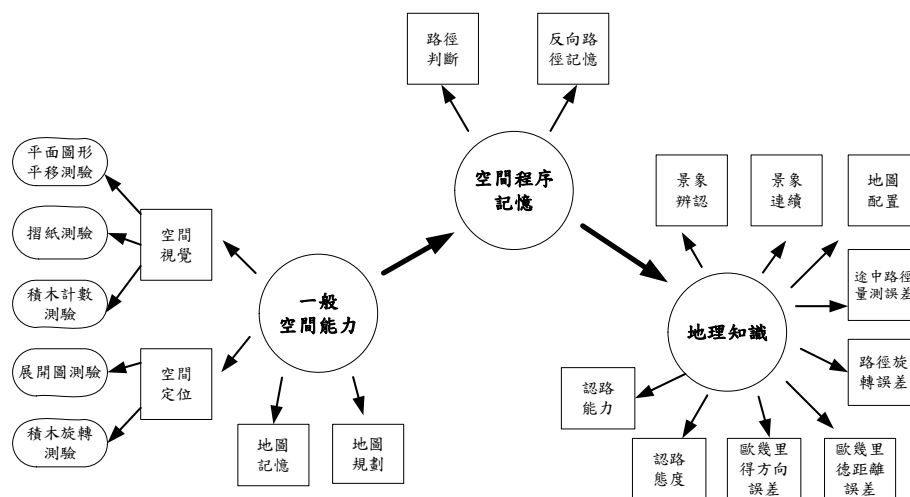 路徑
判斷
反向路
徑記憶
空間程序
記憶
平面圖形
平移測驗
摺紙測驗
積木計數
測驗
空間
視覺
展開圖測驗
積木旋轉
測驗
空間
定位
一般
空間能力
地圖
記憶
地圖
規劃
景象
辨認
景象
連續
地圖
配置
途中路徑
量測誤差
路徑旋
轉誤差
地理知識
認路
能力
認路
態度
歐幾里
得方向
誤差
歐幾里
德距離
誤差